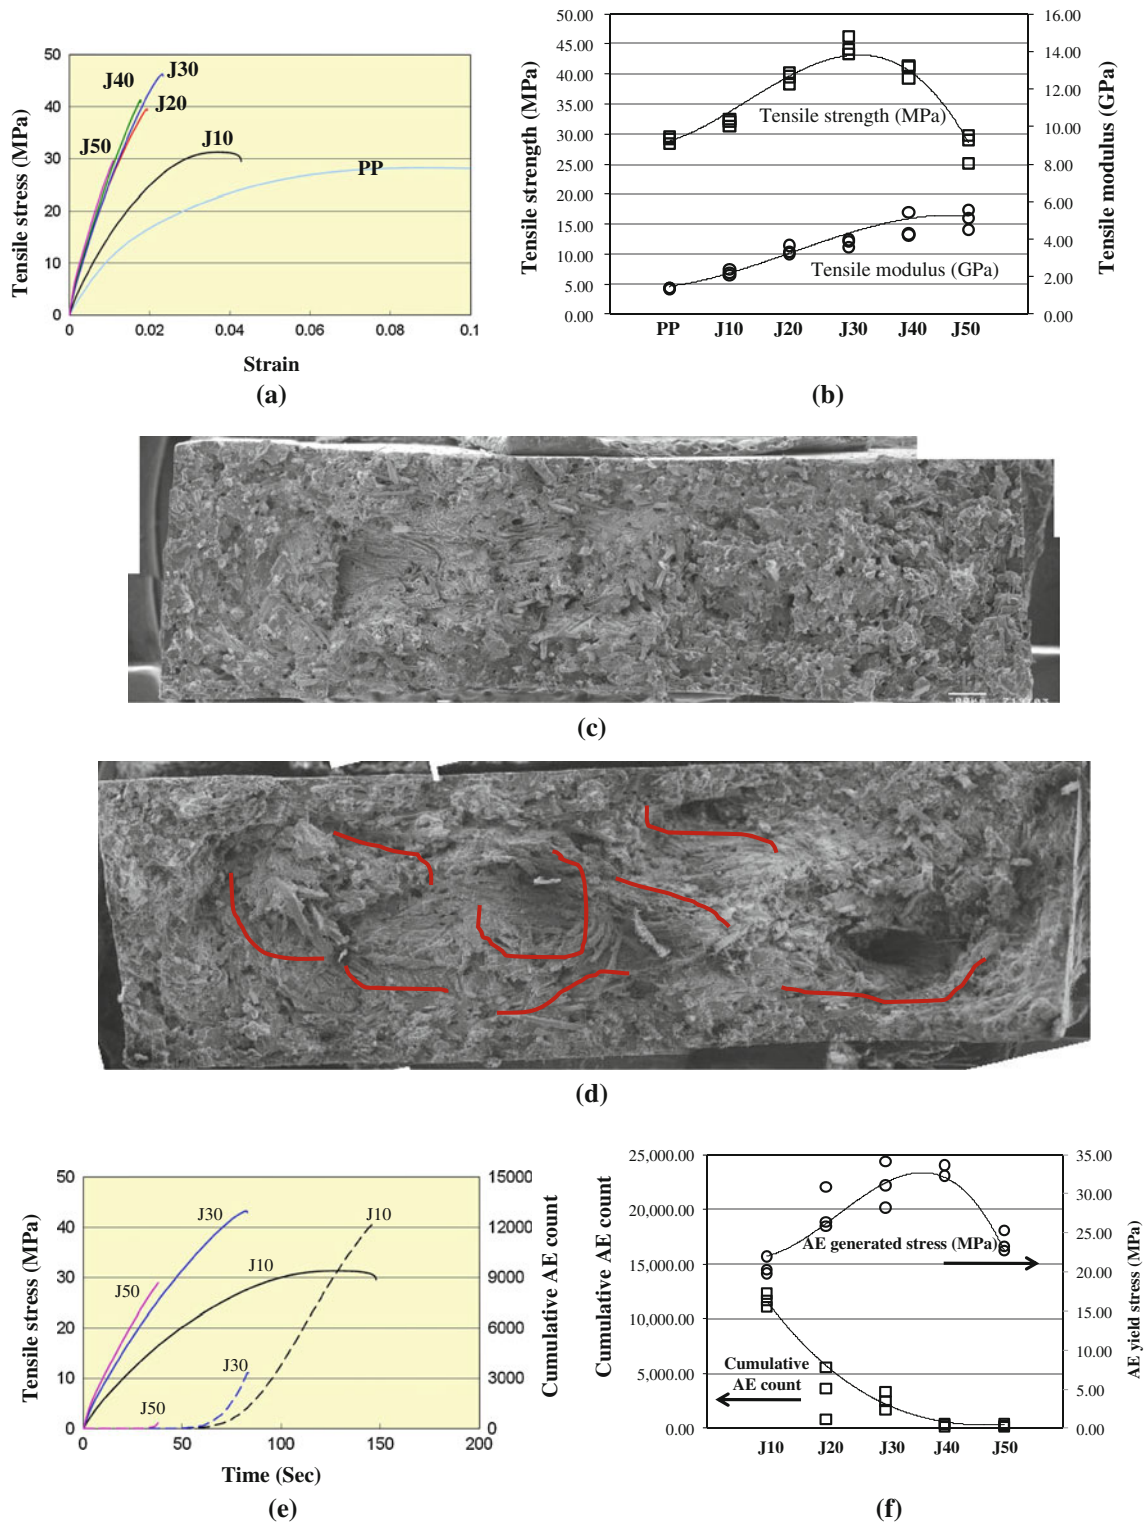 50
40
30
20
10
0
Tensile stress (MPa)
J40
J30
J20
J50
J10
PP
0
0.02
0.04
0.06
0.08
0.1
Strain
(a)
50.00
45.00
40.00
35.00
30.00
25.00
20.00
15.00
10.00
5.00
0.00
Tensile strength (MPa)
Tensile strength (MPa)
Tensile modulus (GPa)
16.00
14.00
12.00
10.00
8.00
6.00
4.00
2.00
0.00
Tensile modulus (GPa)
PP
J10
J20
J30
J40
J50
(b)
(c)
(d)
50
40
30
20
10
0
Tensile stress (MPa)
J30
J10
J10
J50
J30
J50
15000
12000
9000
6000
3000
0
Cumulative AE count
0
50
100
150
200
Time (Sec)
(e)
25,000.00
20,000.00
15,000.00
10,000.00
5,000.00
0.00
Cumulative AE count
AE generated stress (MPa)
Cumulative
AE count
35.00
30.00
25.00
20.00
15.00
10.00
5.00
0.00
AE yield stress (MPa)
J10
J20
J30
J40
J50
(f)